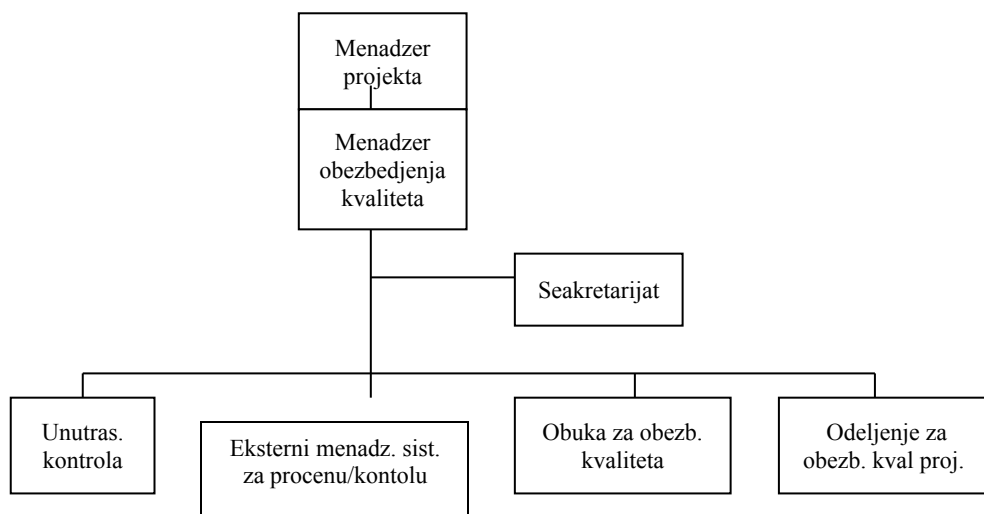 Menadzer
projekta
Menadzer
obezbedjenja
kvaliteta
Seakretarijat
Unutras.
kontrola
Eksterni menadz. sist.
za procenu/kontolu
Obuka za obezb.
kvaliteta
Odeljenje za
obezb. kval proj.